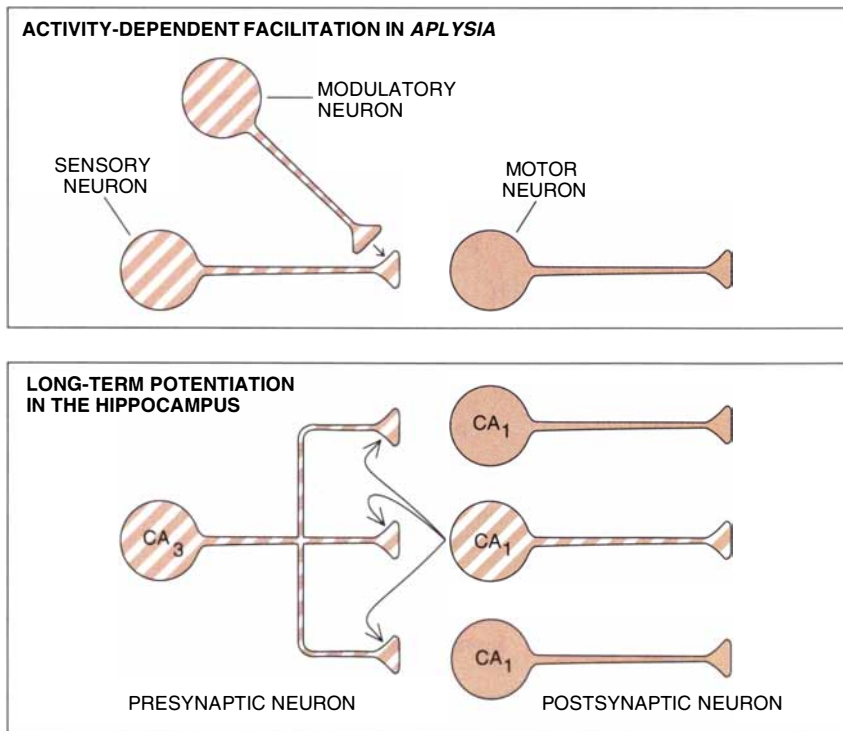 ACTIVITY-DEPENDENT FACILITATION IN APLYSIA
MODULATORY
NEURON
SENSORY
NEURON
MOTOR
NEURON
LONG-TERM POTENTIATION
IN THE HIPPOCAMPUS
CA1
CA3
CA1
CA1
PRESYNAPTIC NEURON
POSTSYNAPTIC NEURON